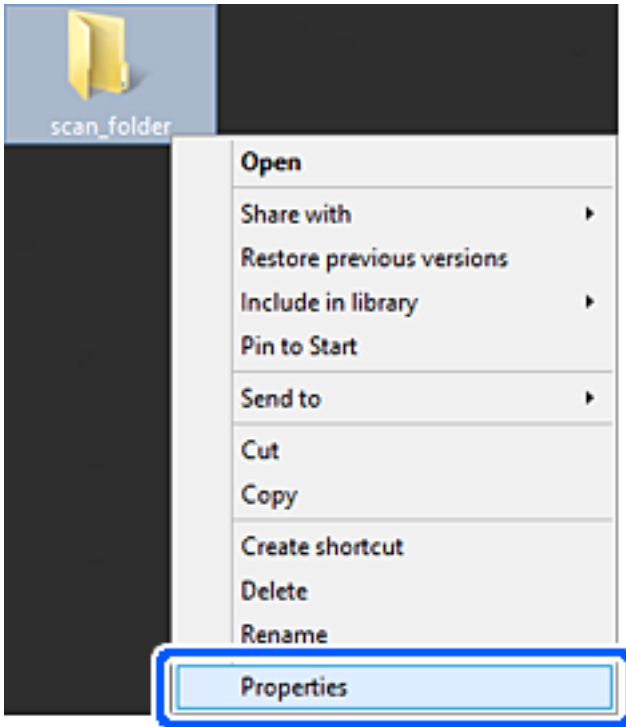 scan_folder
Open
Share with
Restore previous versions
Include in library
Pin to Start
Send to
Cut
Copy
Create shortcut
Delete
Rename
Properties